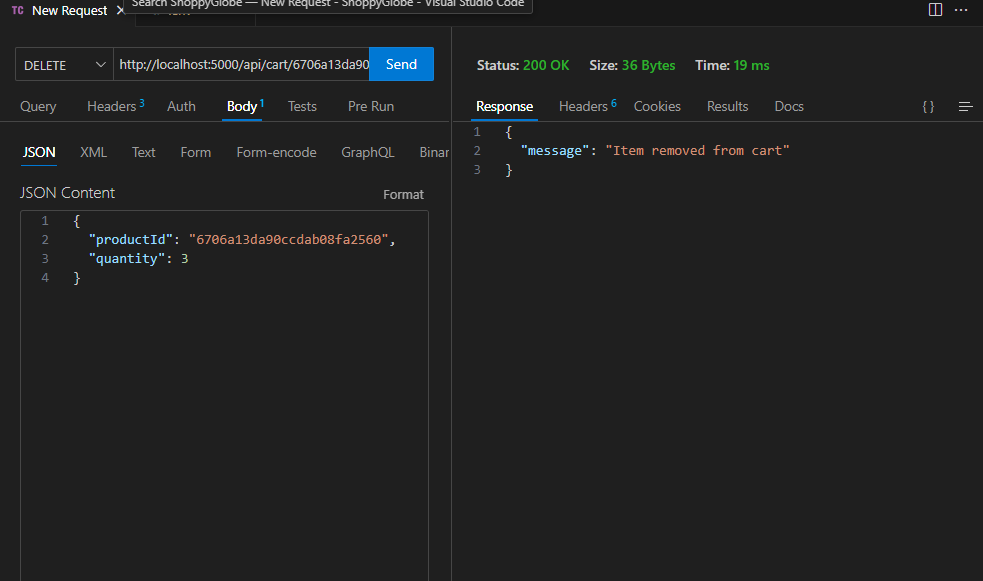 TC New Request
Search ShoppyGlobe — New Request - ShoppyGlobe - Visual Studio Code
DELETE http://localhost:5000/api/cart/6706a13da90 Send
Status: 200 OK Size: 36 Bytes Time: 19 ms
Query Headers 3 Auth Body 1 Tests Pre Run
Response Headers 6 Cookies Results Docs { }
JSON XML Text Form Form-encode GraphQL Binar
JSON Content Format
1 {
2 "productId": "6706a13da90ccdab08fa2560",
3 "quantity": 3
4 }
1 {
2 "message": "Item removed from cart"
3 }